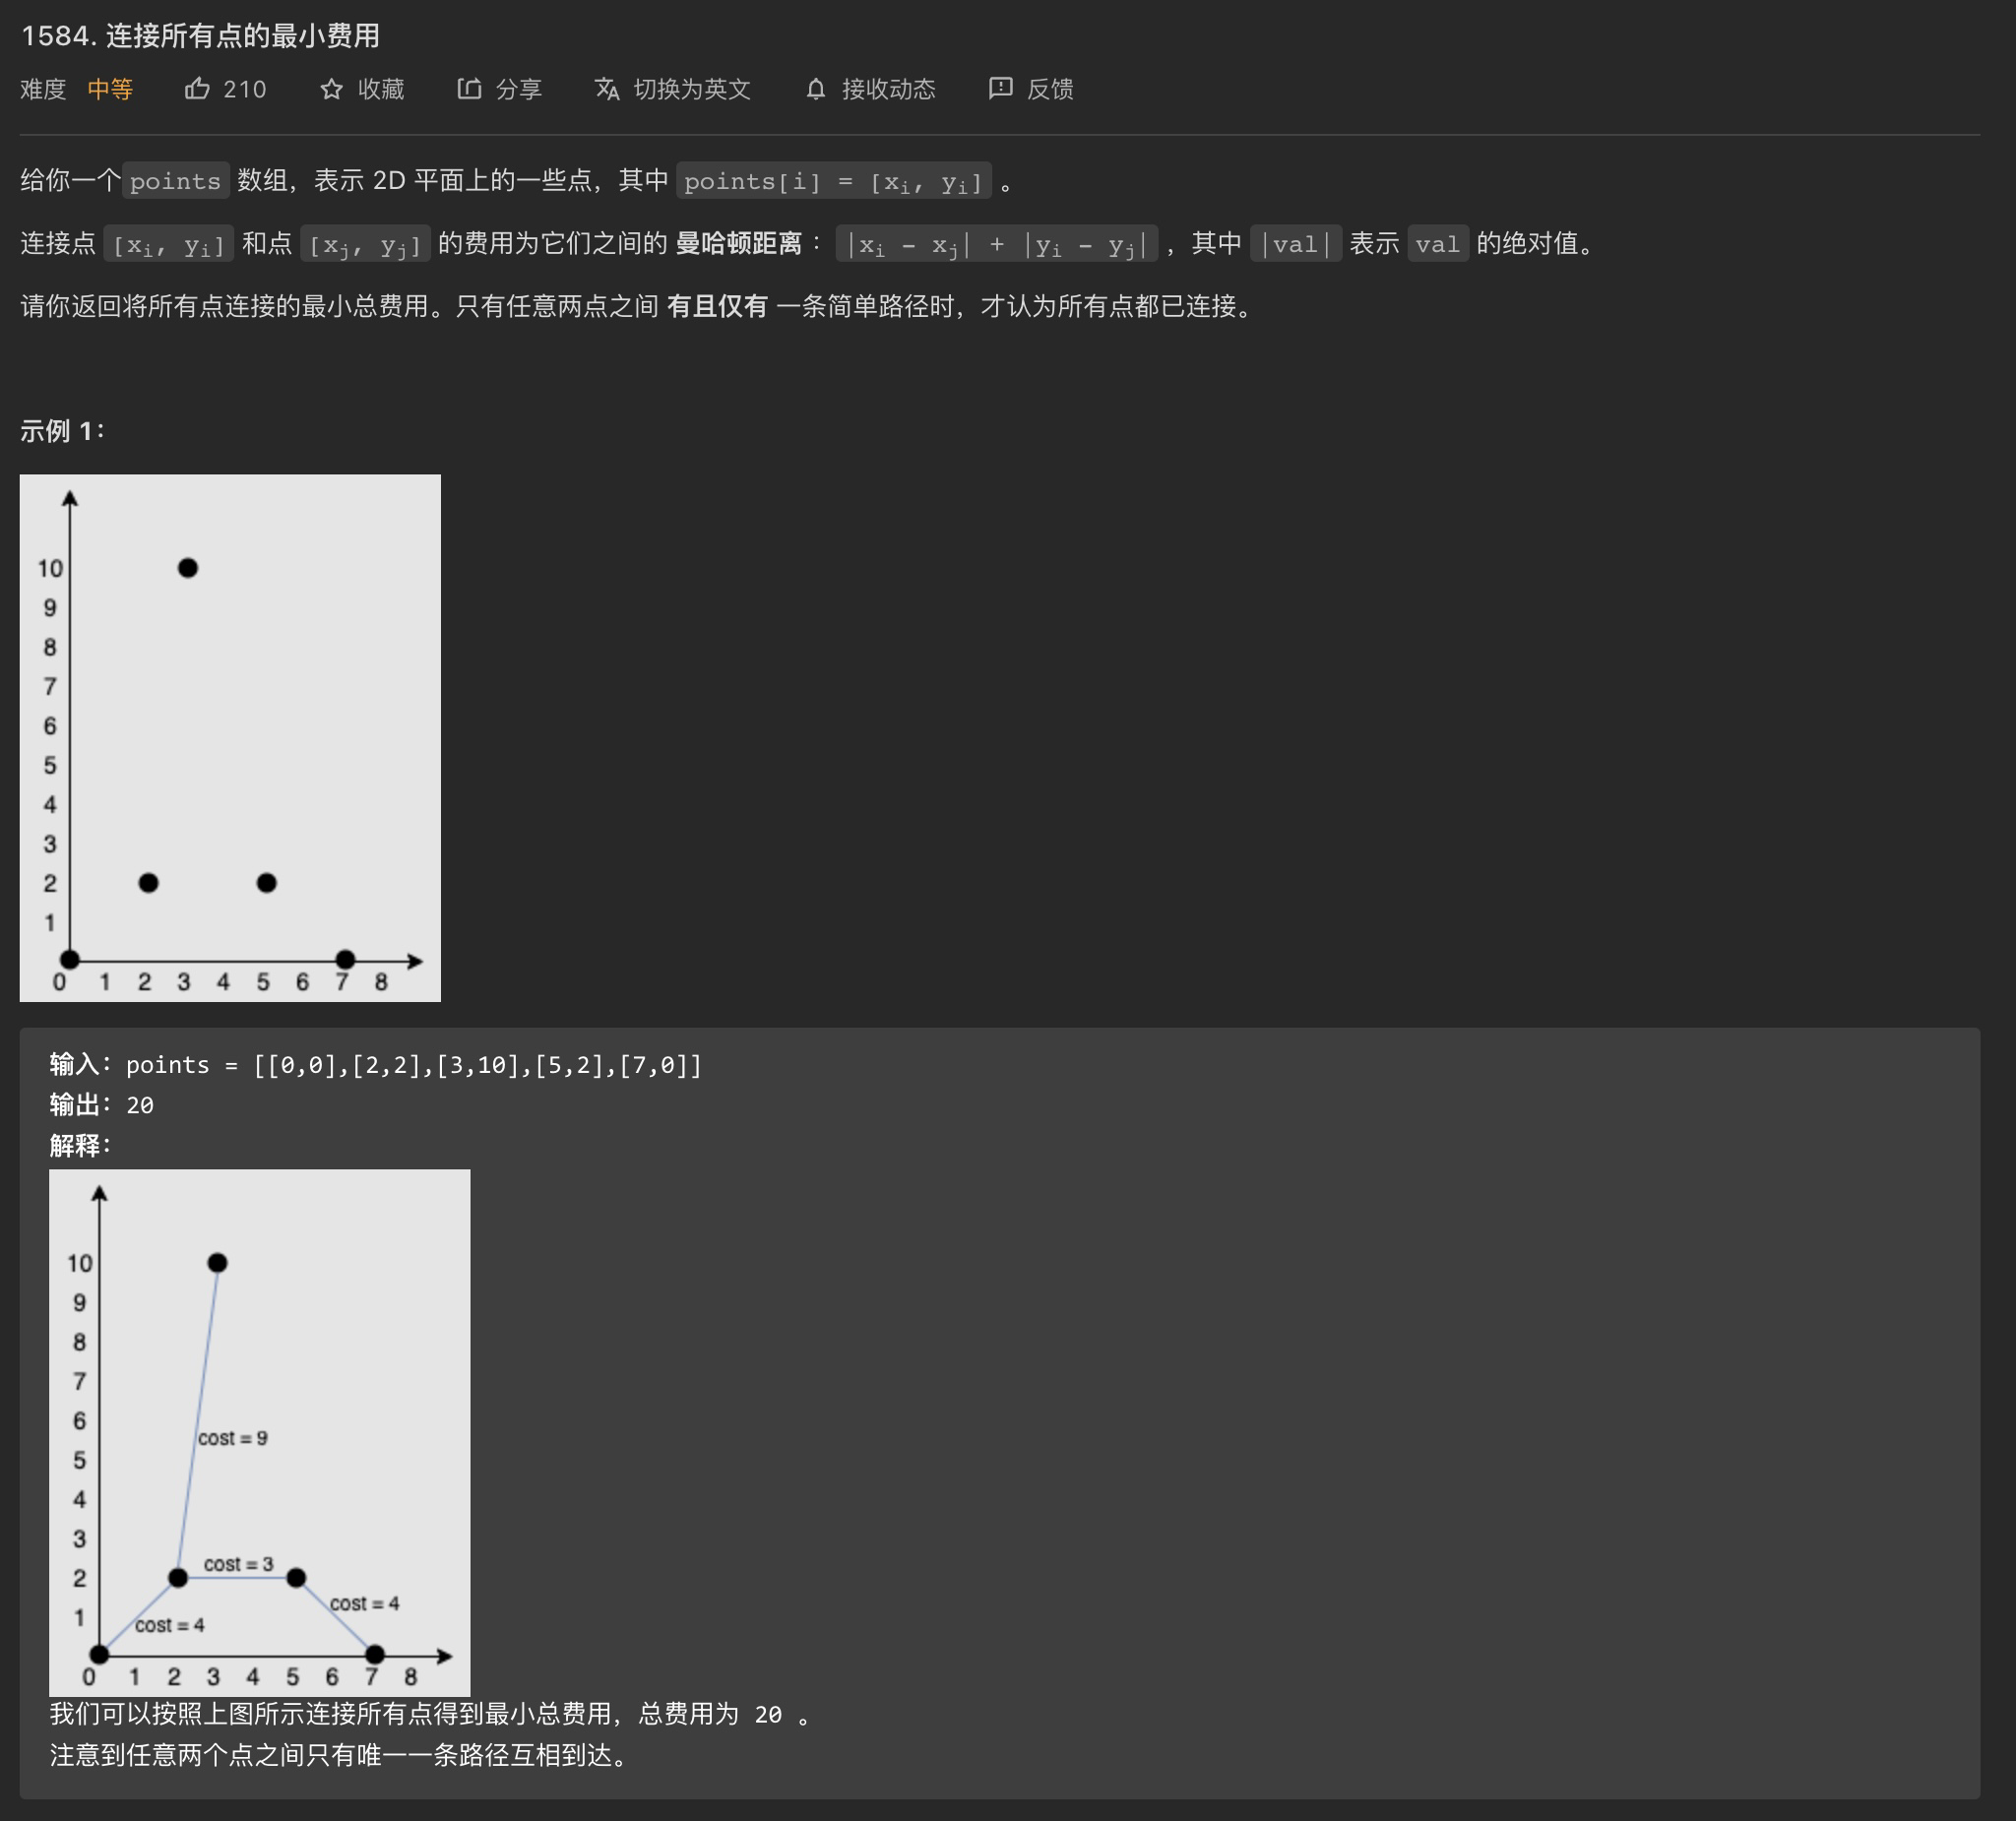 1584. 连接所有点的最小费用
难度 中等 210 收藏 分享 切换为英文 接收动态 反馈
给你一个 points 数组，表示 2D 平面上的一些点，其中 points[i] = [xi, yi] 。
连接点 [xi, yi] 和点 [xj, yj] 的费用为它们之间的 曼哈顿距离 ：|xi - xj| + |yi - yj| ，其中 |val| 表示 val 的绝对值。
请你返回将所有点连接的最小总费用。只有任意两点之间 有且仅有 一条简单路径时，才认为所有点都已连接。
示例 1：
10
9
8
7
6
5
4
3
2
1
0 1 2 3 4 5 6 7 8
输入：points = [[0,0],[2,2],[3,10],[5,2],[7,0]]
输出：20
解释：
10
9
8
7
6
cost = 9
5
4
3
cost = 3
2
cost = 4
1
cost = 4
0 1 2 3 4 5 6 7 8
我们可以按照上图所示连接所有点得到最小总费用，总费用为 20 。
注意到任意两个点之间只有唯一一条路径互相到达。